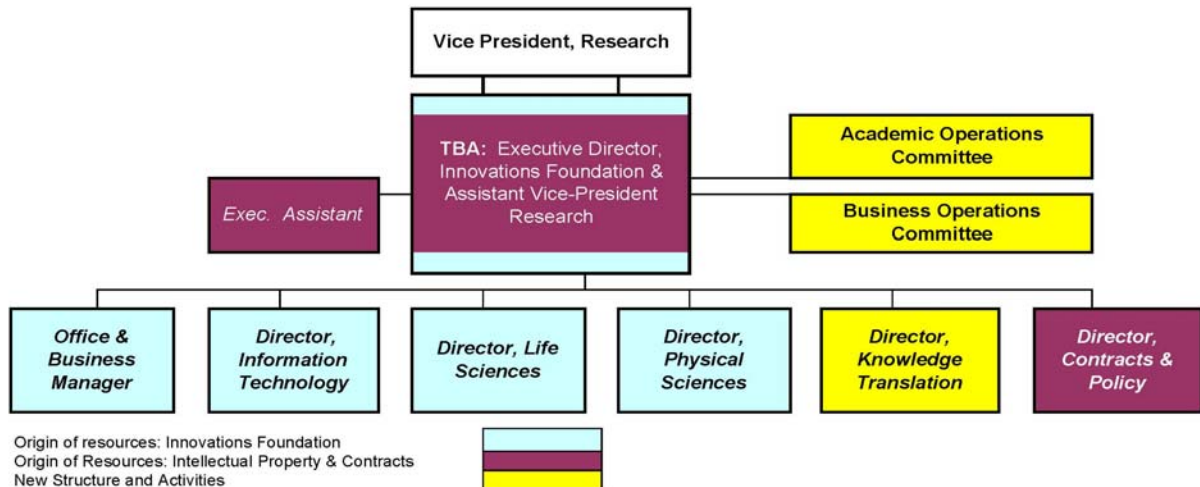 Vice President, Research
TBA: Executive Director,
Innovations Foundation &
Assistant Vice-President
Research
Exec. Assistant
Academic Operations
Committee
Business Operations
Committee
Office &
Business
Manager
Director,
Information
Technology
Director, Life
Sciences
Director,
Physical
Sciences
Director,
Knowledge
Translation
Director,
Contracts &
Policy
Origin of resources: Innovations Foundation
Origin of Resources: Intellectual Property & Contracts
New Structure and Activities